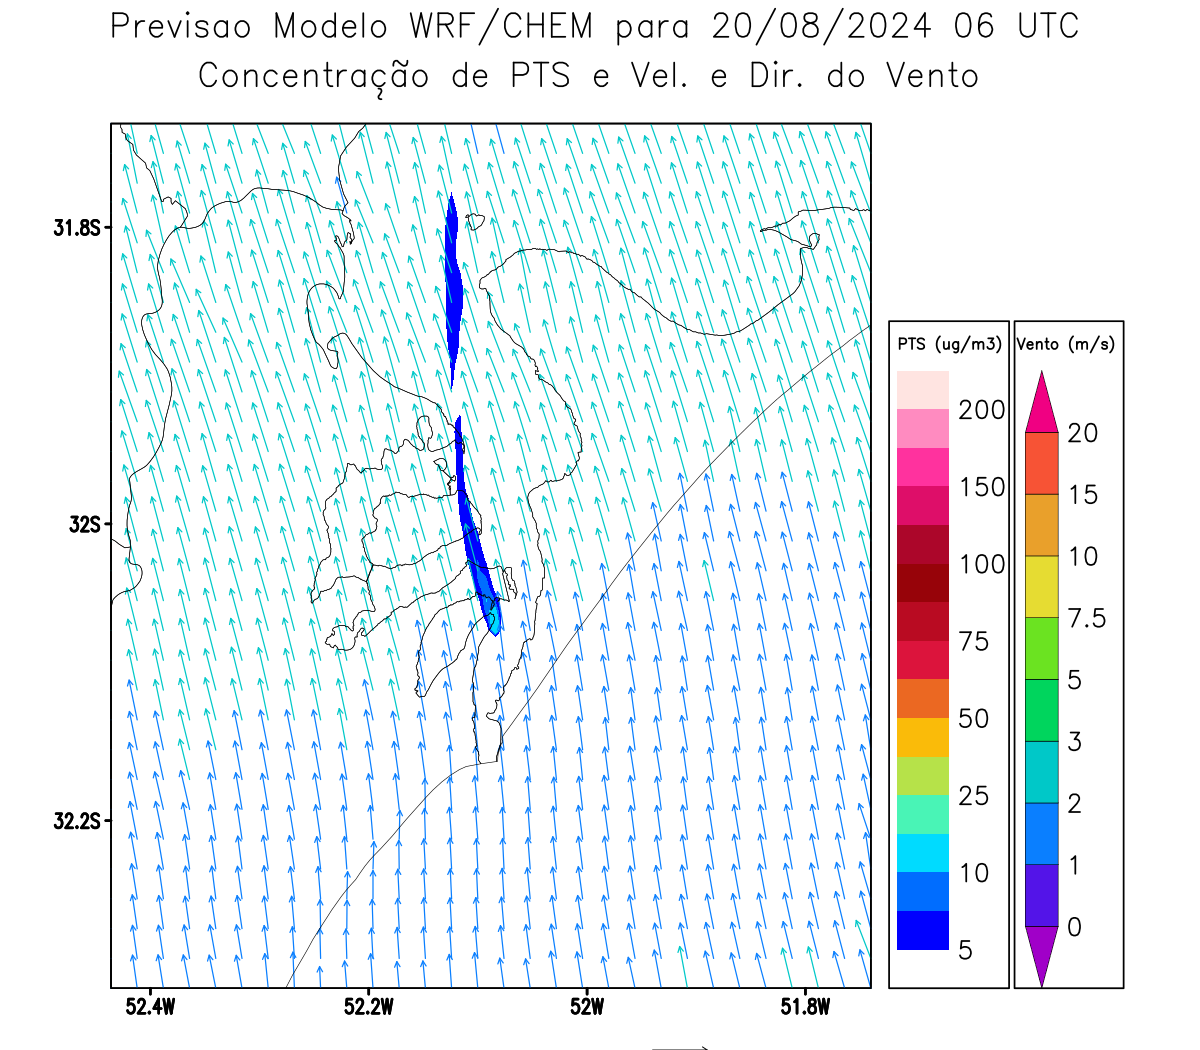 Previsao Modelo WRF/CHEM para 20/08/2024 06 UTC
Concentração de PTS e Vel. e Dir. do Vento
31.8S
32S
32.2S
52.4W
52.2W
52W
51.8W
PTS (ug/m3)
200
150
100
75
50
25
10
5
Vento (m/s)
20
15
10
7.5
5
3
2
1
0